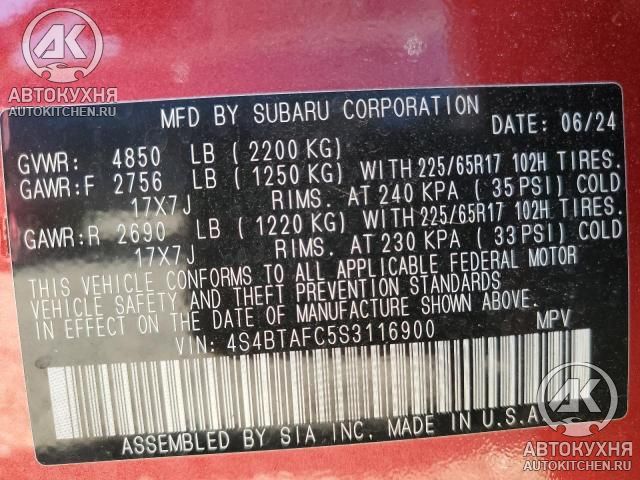 АК
АВТОКУХНЯ
AUTOKITCHEN.RU
MFD BY SUBARU CORPORATION
DATE: 06/24
GVWR: 4850 LB ( 2200 KG)
GAWR:F 2756 LB ( 1250 KG) WITH 225/65R17 102H TIRES.
17X7J RIMS. AT 240 KPA ( 35 PSI) COLD
GAWR:R 2690 LB ( 1220 KG) WITH 225/65R17 102H TIRES.
17X7J RIMS. AT 230 KPA ( 33 PSI) COLD
THIS VEHICLE CONFORMS TO ALL APPLICABLE FEDERAL MOTOR
VEHICLE SAFETY AND THEFT PREVENTION STANDARDS
IN EFFECT ON THE DATE OF MANUFACTURE SHOWN ABOVE.
VIN: 4S4BTAFC5S3116900 MPV
ASSEMBLED BY SIA INC. MADE IN U.S.A
АК
АВТОКУХНЯ
AUTOKITCHEN.RU